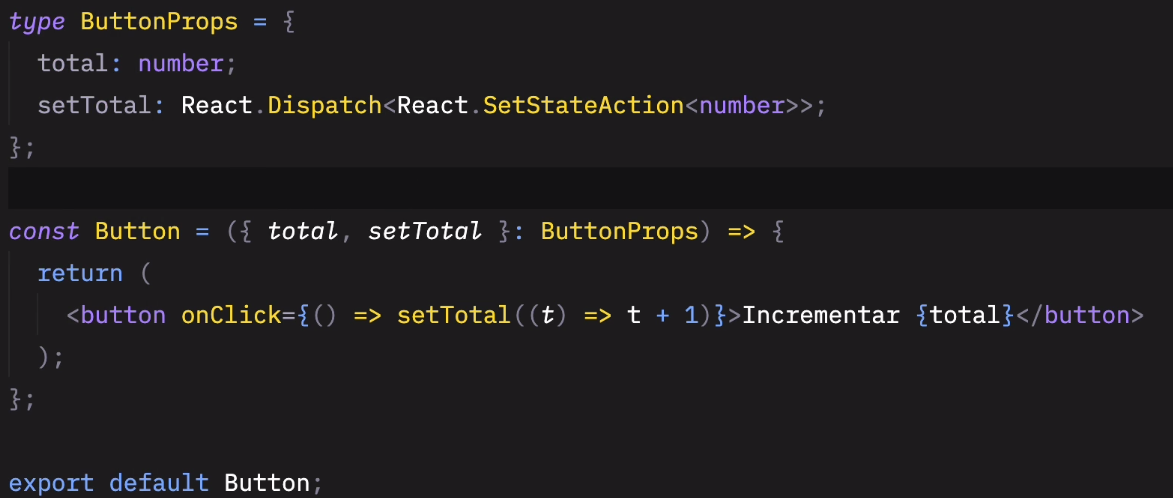 type ButtonProps = {
  total: number;
  setTotal: React.Dispatch<React.SetStateAction<number>>;
};

const Button = ({ total, setTotal }: ButtonProps) => {
  return (
    <button onClick={() => setTotal((t) => t + 1)}>Incrementar {total}</button>
  );
};

export default Button;